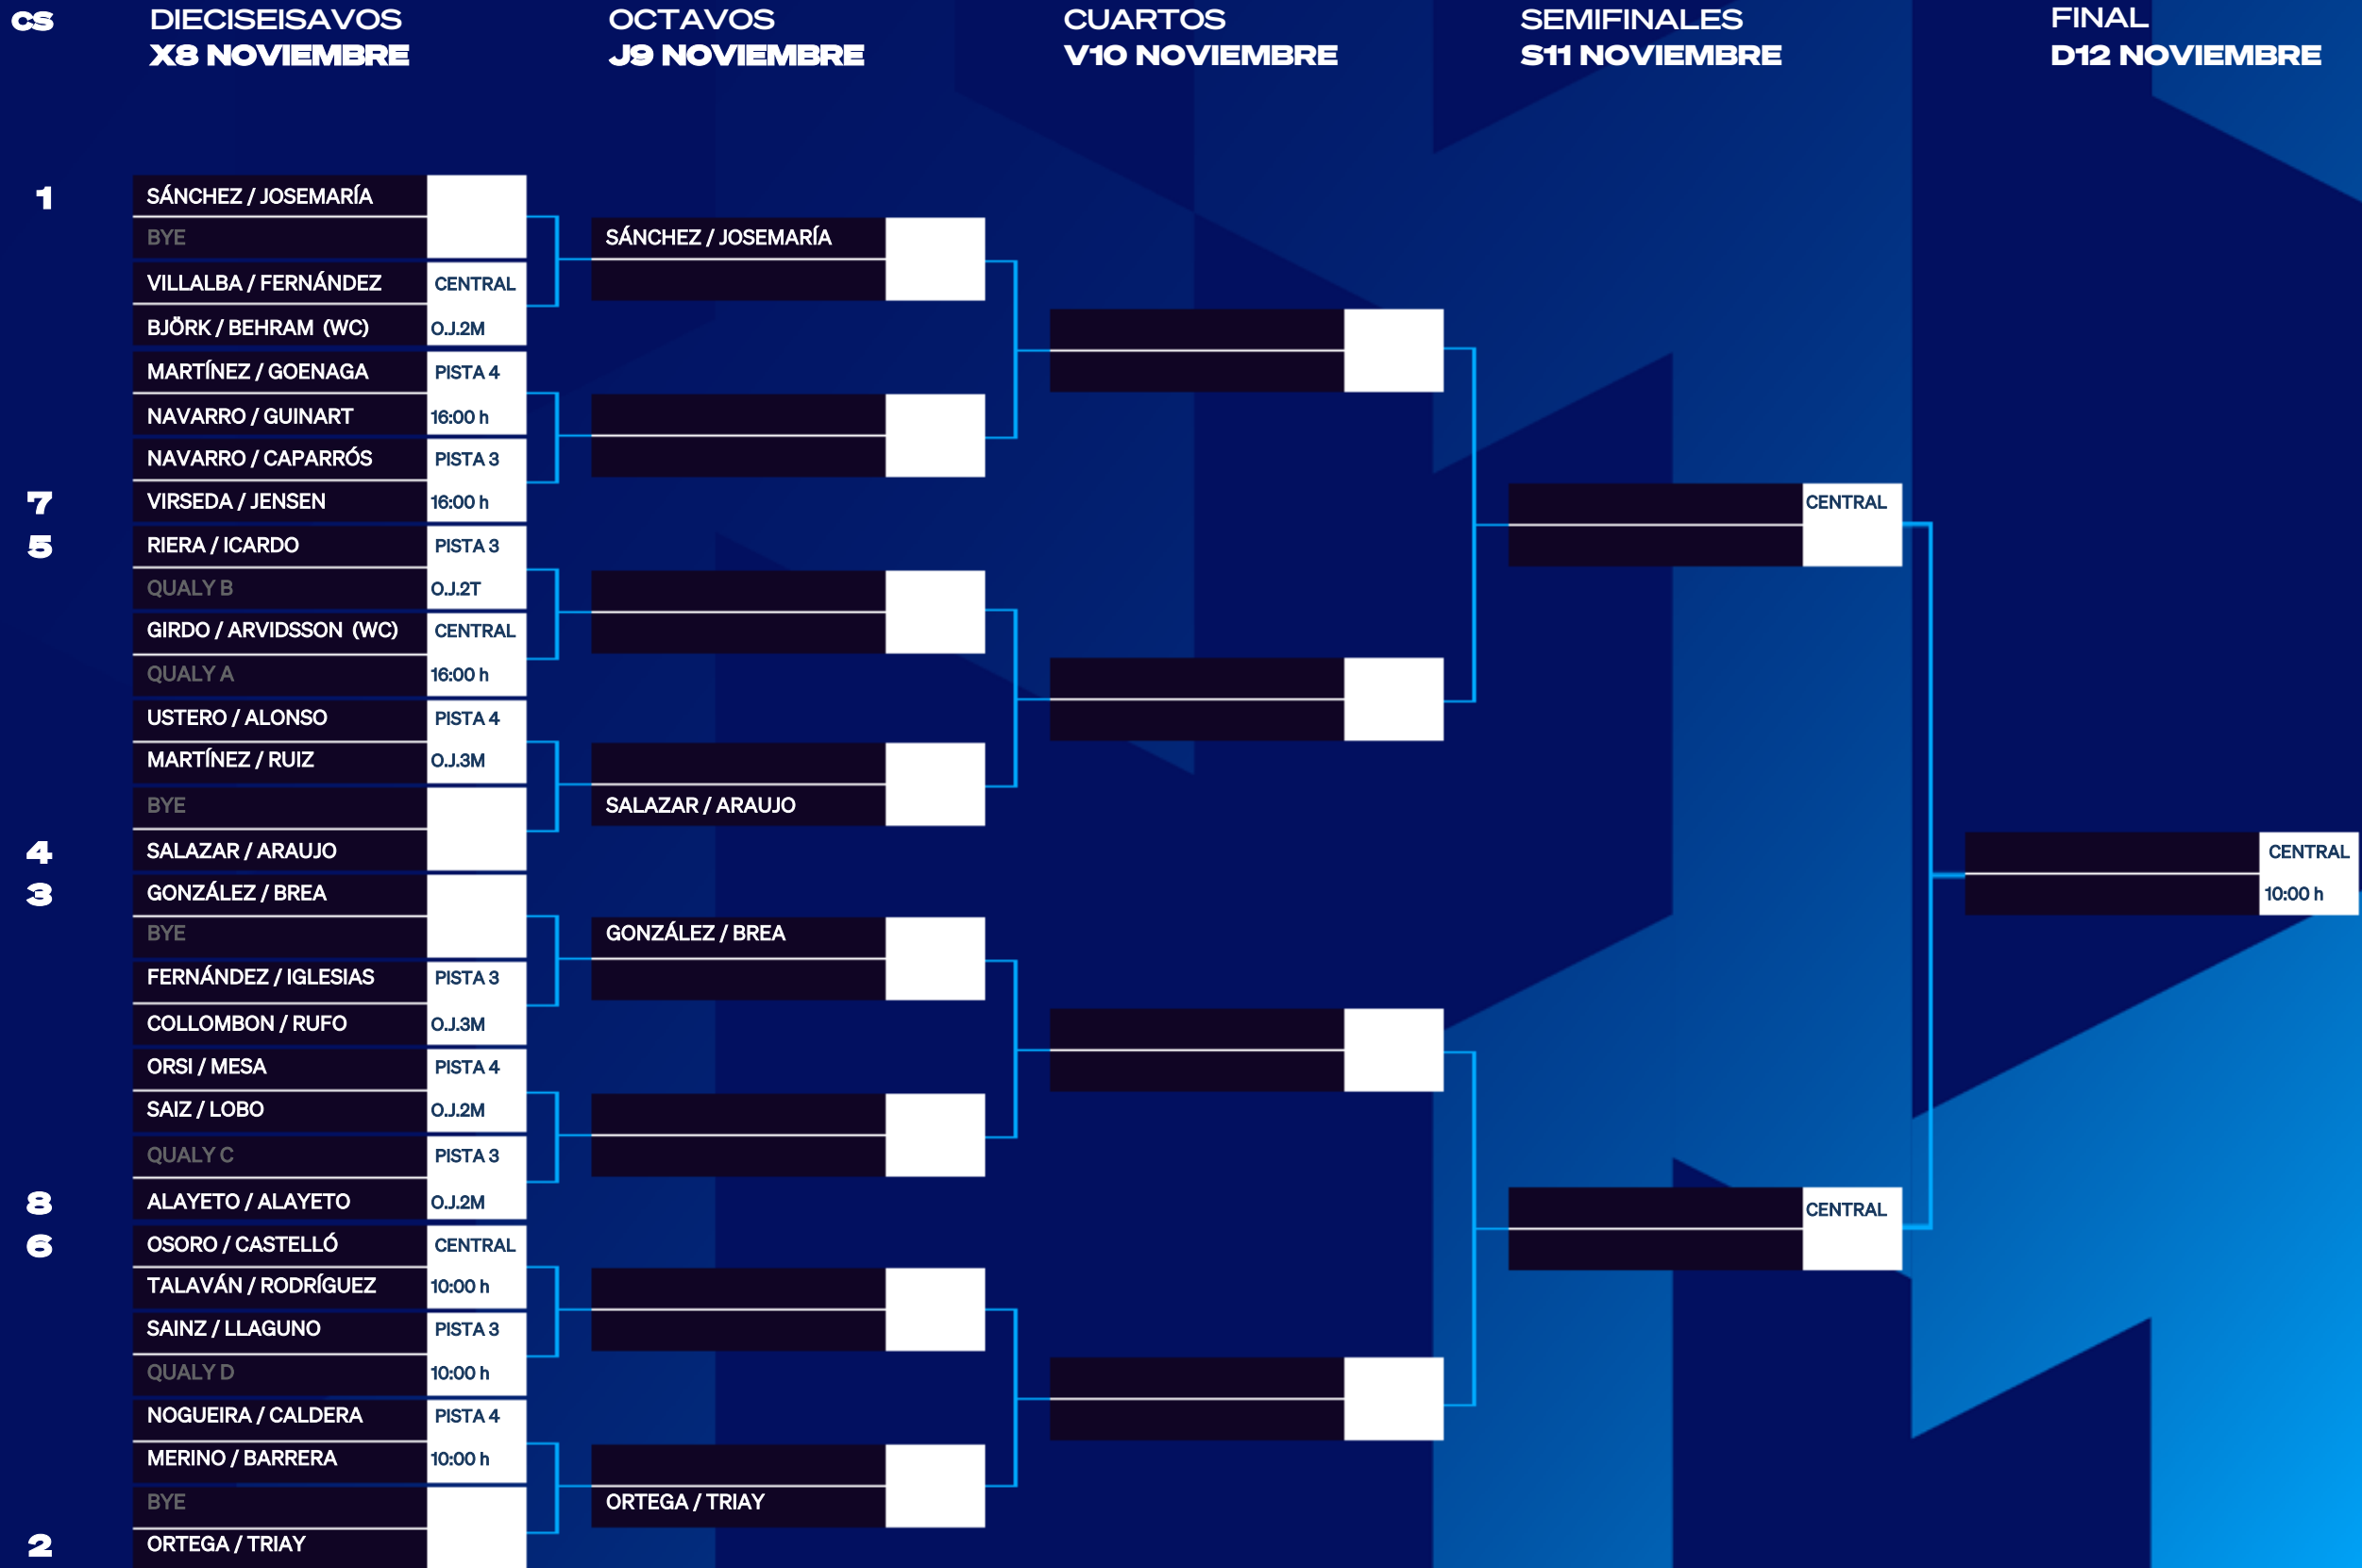 CS
DIECISEISAVOS
X8 NOVIEMBRE
OCTAVOS
J9 NOVIEMBRE
CUARTOS
V10 NOVIEMBRE
SEMIFINALES
S11 NOVIEMBRE
FINAL
D12 NOVIEMBRE
1
SÁNCHEZ / JOSEMARÍA
BYE
VILLALBA / FERNÁNDEZ
CENTRAL
BJÖRK / BEHRAM (WC)
O.J.2M
MARTÍNEZ / GOENAGA
PISTA 4
NAVARRO / GUINART
16:00 h
NAVARRO / CAPARRÓS
PISTA 3
7
VIRSEDA / JENSEN
16:00 h
5
RIERA / ICARDO
PISTA 3
QUALY B
O.J.2T
GIRDO / ARVIDSSON (WC)
CENTRAL
QUALY A
16:00 h
USTERO / ALONSO
PISTA 4
MARTÍNEZ / RUIZ
O.J.3M
BYE
4
SALAZAR / ARAUJO
3
GONZÁLEZ / BREA
BYE
FERNÁNDEZ / IGLESIAS
PISTA 3
COLLOMBON / RUFO
O.J.3M
ORSI / MESA
PISTA 4
SAIZ / LOBO
O.J.2M
QUALY C
PISTA 3
8
ALAYETO / ALAYETO
O.J.2M
6
OSORO / CASTELLÓ
CENTRAL
TALAVÁN / RODRÍGUEZ
10:00 h
SAINZ / LLAGUNO
PISTA 3
QUALY D
10:00 h
NOGUEIRA / CALDERA
PISTA 4
MERINO / BARRERA
10:00 h
BYE
2
ORTEGA / TRIAY
SÁNCHEZ / JOSEMARÍA
SALAZAR / ARAUJO
GONZÁLEZ / BREA
ORTEGA / TRIAY
CENTRAL
CENTRAL
CENTRAL
10:00 h